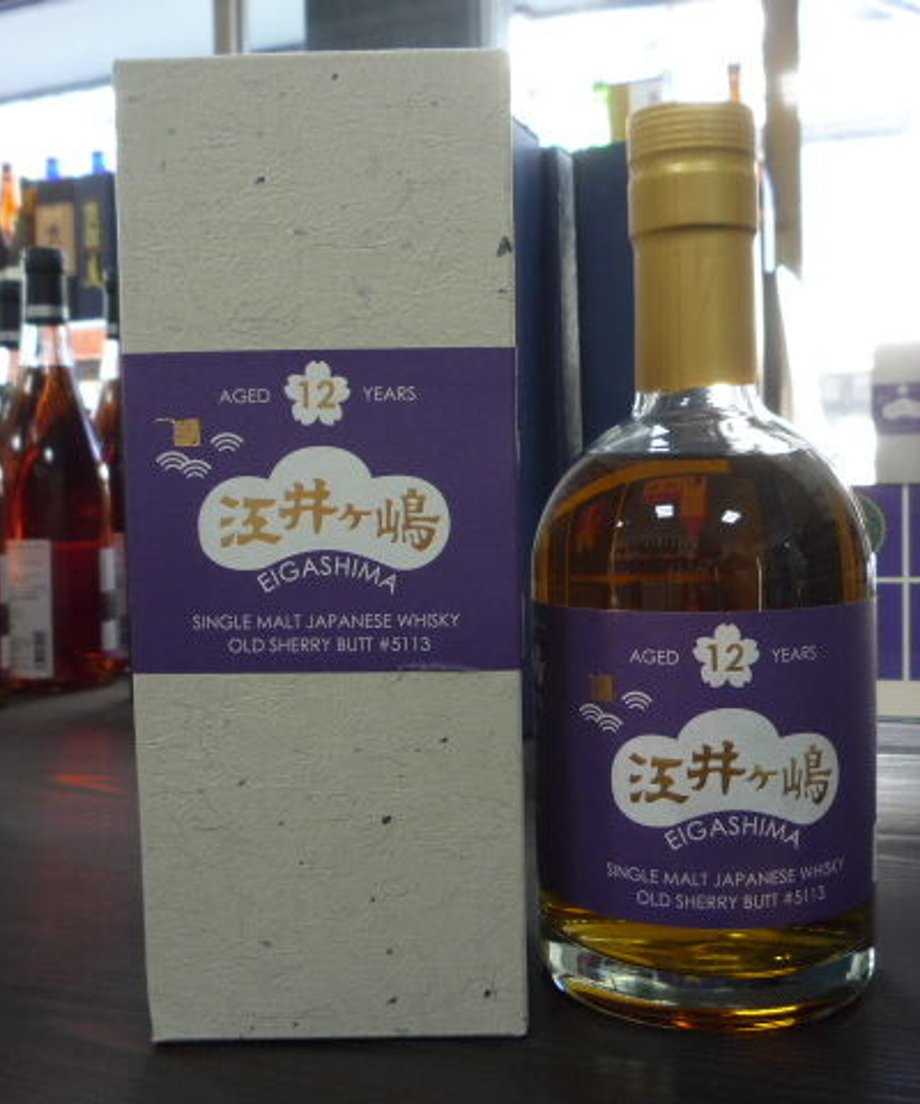 AGED 12 YEARS
江井ヶ嶋
EIGASHIMA
SINGLE MALT JAPANESE WHISKY
OLD SHERRY BUTT #5113
AGED 12 YEARS
江井ヶ嶋
EIGASHIMA
SINGLE MALT JAPANESE WHISKY
OLD SHERRY BUTT #5113